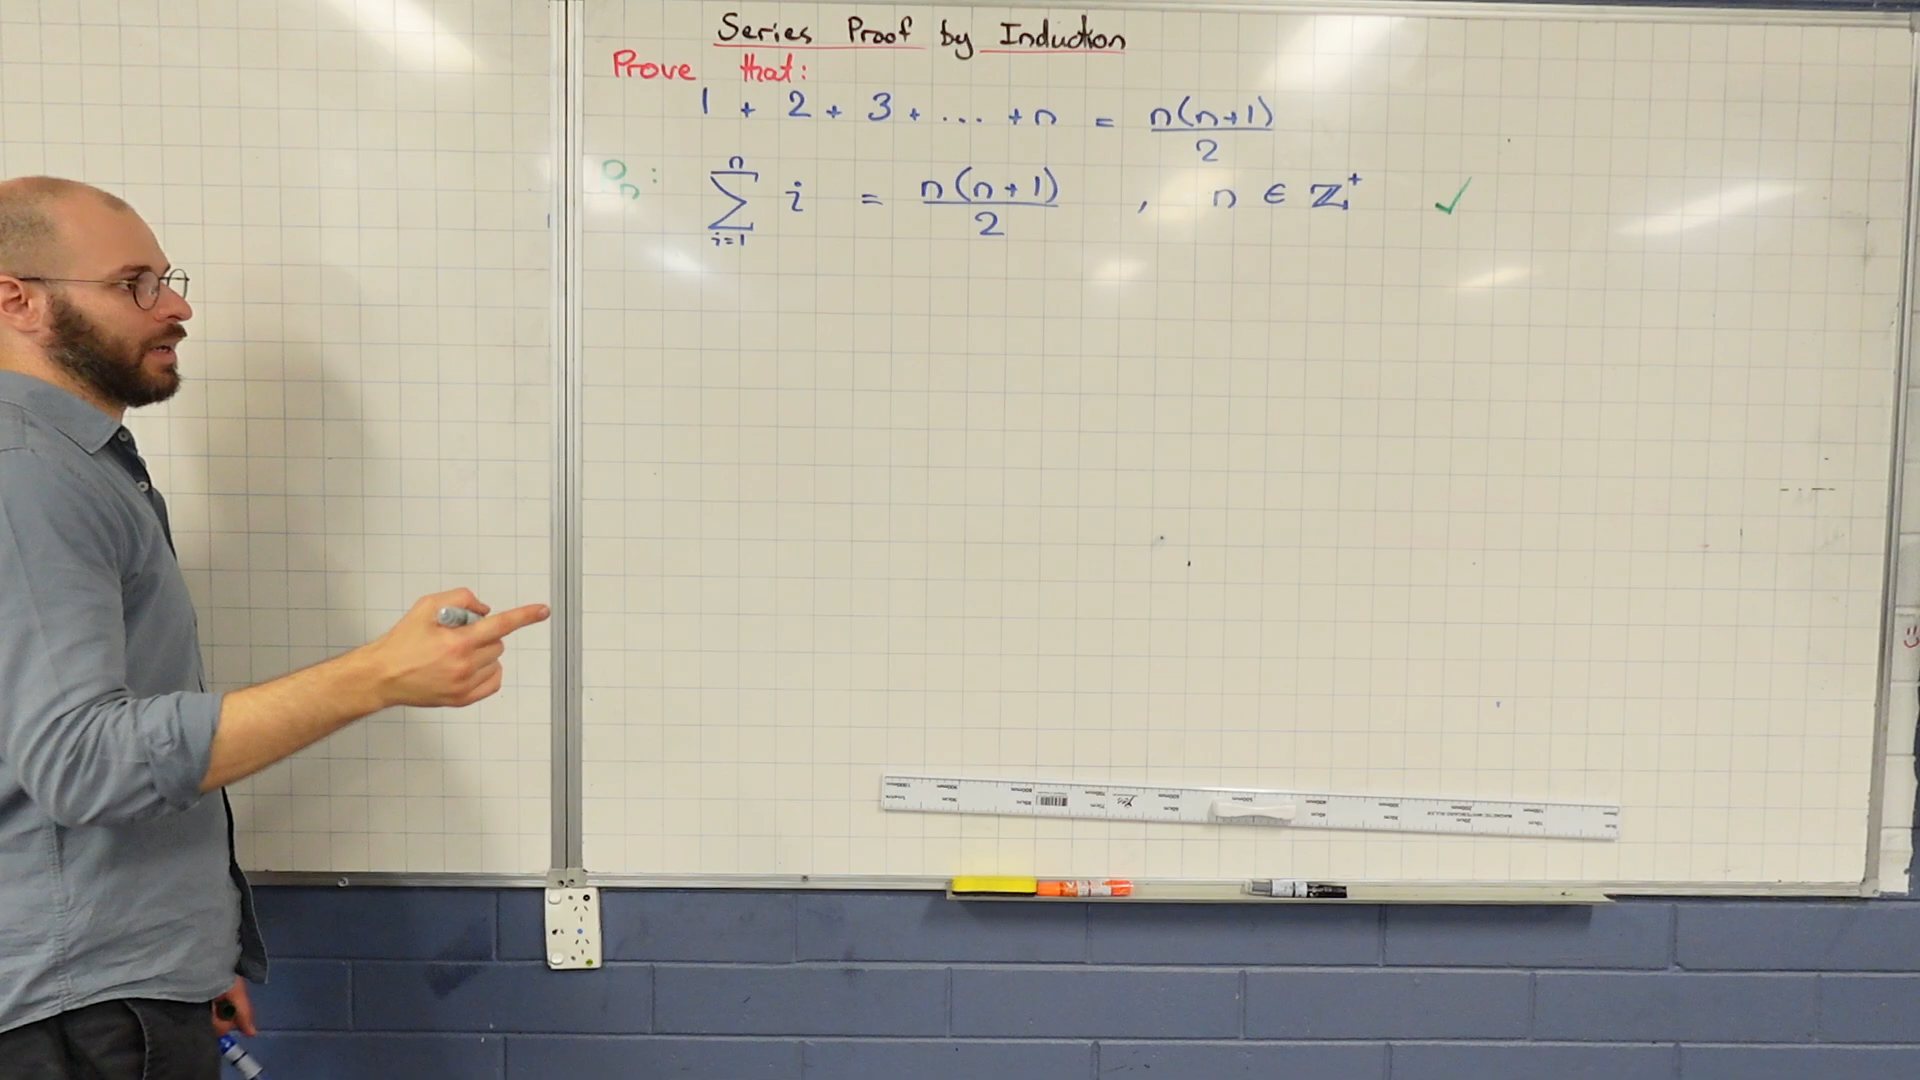 Series Proof by Induction
Prove that:
1 + 2 + 3 + ... + n = n(n+1)/2
Pn: ∑_{i=1}^{n} i = n(n+1)/2 , n ∈ ℤ⁺ ✓